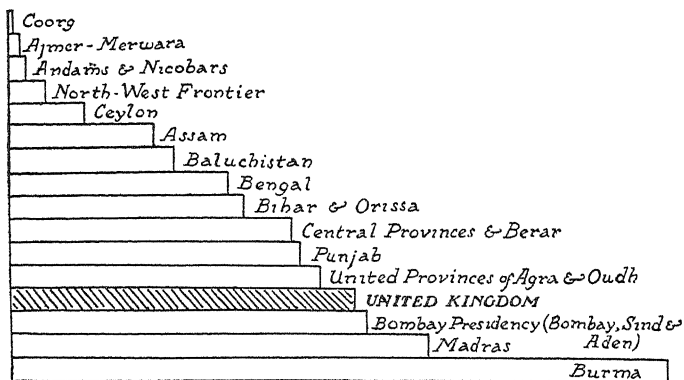 Coorg
Ajmer-Merwara
Andam̈s & Nicobars
North-West Frontier
Ceylon
Assam
Baluchistan
Bengal
Bihar & Orissa
Central Provinces & Berar
Punjab
United Provinces of Agra & Oudh
UNITED KINGDOM
Bombay Presidency (Bombay, Sind &
Aden)
Madras
Burma